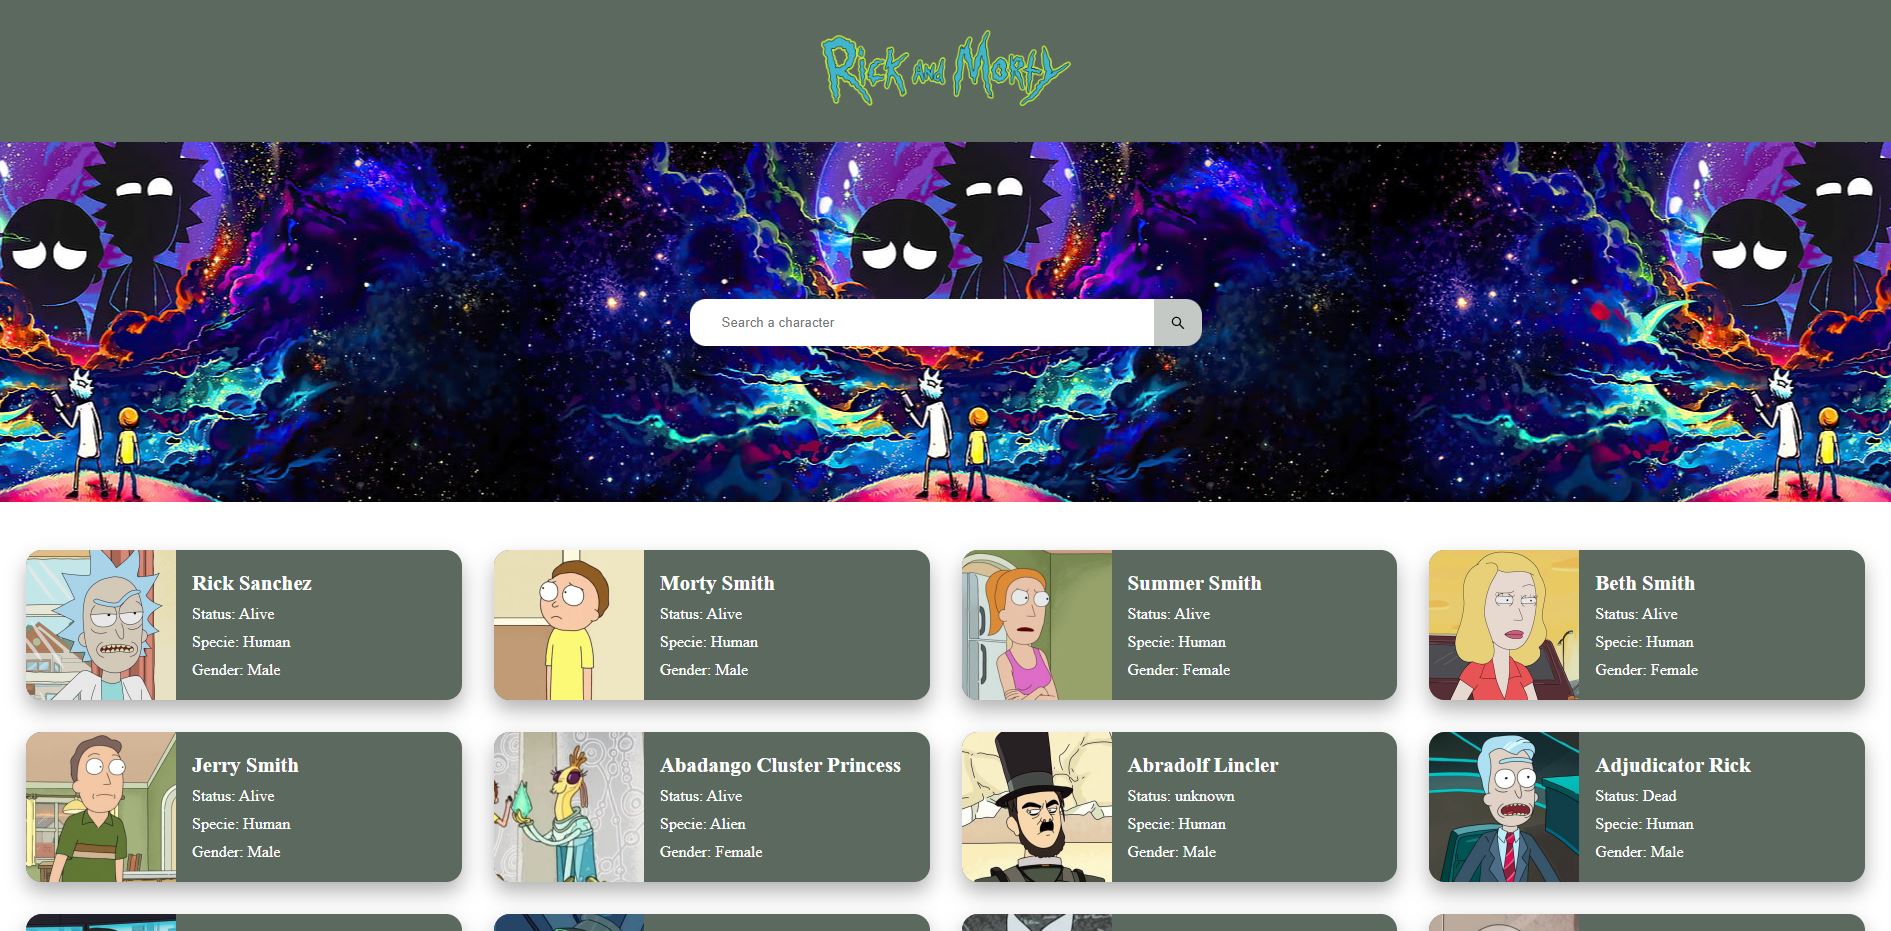 Rick and Morty
Search a character
Rick Sanchez
Status: Alive
Specie: Human
Gender: Male
Morty Smith
Status: Alive
Specie: Human
Gender: Male
Summer Smith
Status: Alive
Specie: Human
Gender: Female
Beth Smith
Status: Alive
Specie: Human
Gender: Female
Jerry Smith
Status: Alive
Specie: Human
Gender: Male
Abadango Cluster Princess
Status: Alive
Specie: Alien
Gender: Female
Abradolf Lincler
Status: unknown
Specie: Human
Gender: Male
Adjudicator Rick
Status: Dead
Specie: Human
Gender: Male